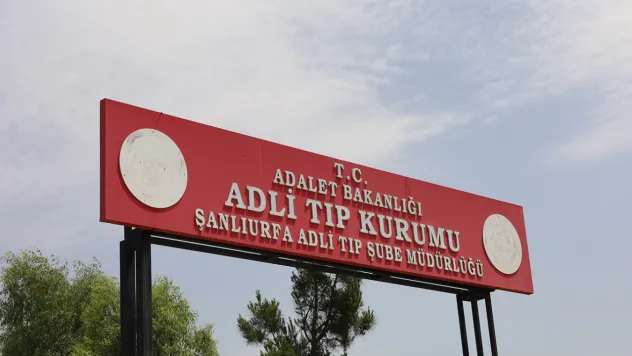 T.C.
ADALET BAKANLIĞI
ADLİ TIP KURUMU
ŞANLIURFA ADLİ TIP ŞUBE MÜDÜRLÜĞÜ